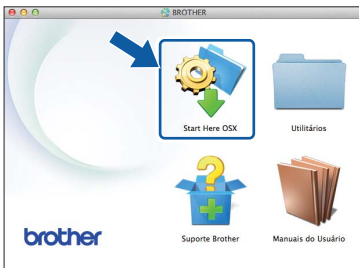 BROTHER
Start Here OSX
Utilitários
Suporte Brother
Manuais do Usuário
brother